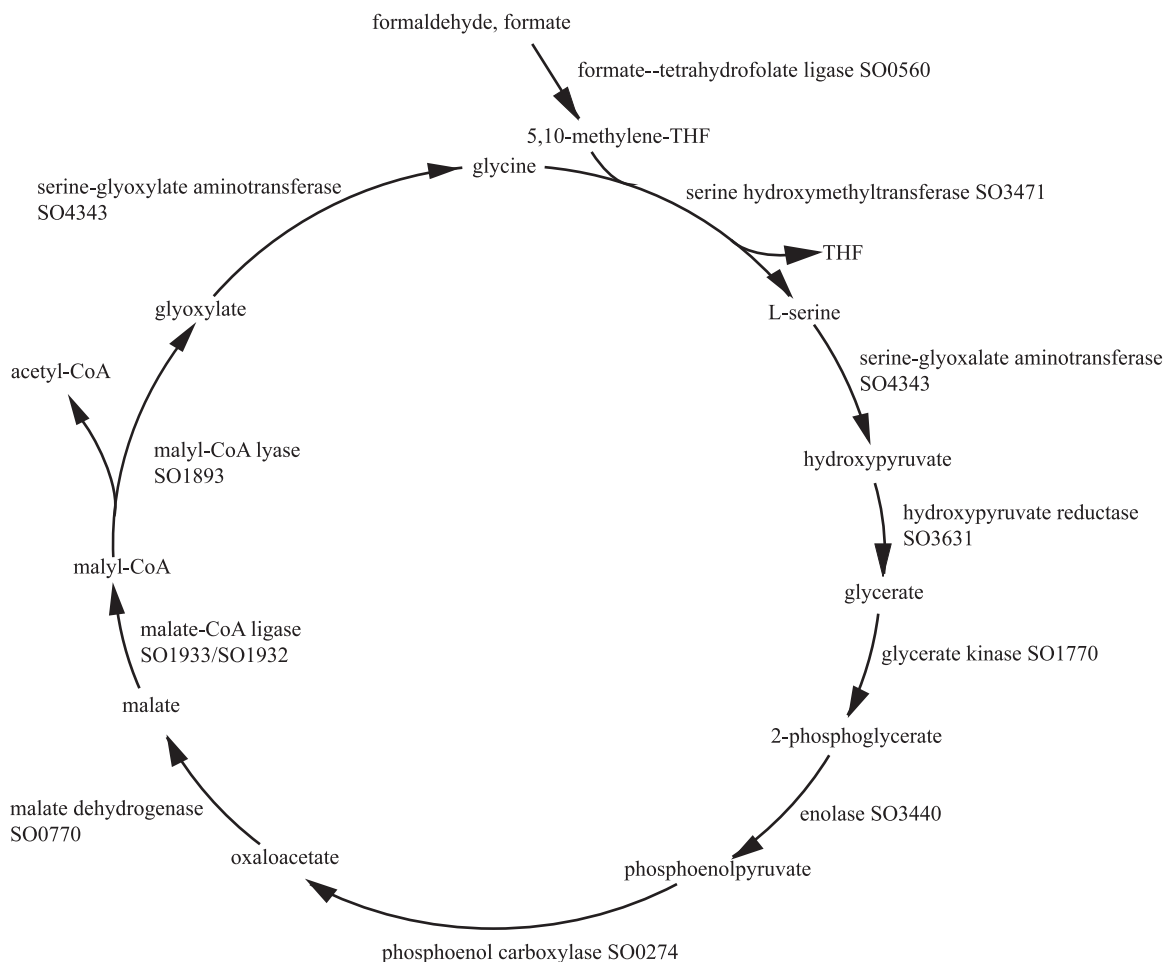 formaldehyde, formate
formate--tetrahydrofolate ligase SO0560
5,10-methylene-THF
glycine
serine-glyoxylate aminotransferase
SO4343
serine hydroxymethyltransferase SO3471
THF
glyoxylate
L-serine
acetyl-CoA
serine-glyoxalate aminotransferase
SO4343
malyl-CoA lyase
SO1893
hydroxypyruvate
hydroxypyruvate reductase
SO3631
malyl-CoA
glycerate
malate-CoA ligase
SO1933/SO1932
glycerate kinase SO1770
malate
2-phosphoglycerate
malate dehydrogenase
SO0770
enolase SO3440
oxaloacetate
phosphoenolpyruvate
phosphoenol carboxylase SO0274